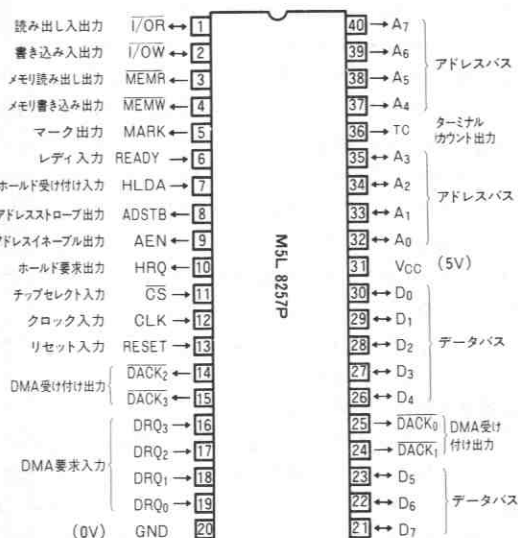 読み出し入出力 I/OR 1
書き込み入出力 I/OW 2
メモリ読み出し出力 MEMR 3
メモリ書き込み出力 MEMW 4
マーク出力 MARK 5
レディ入力 READY 6
ホールド受け付け入力 HLDA 7
アドレスストローブ出力 ADSTB 8
アドレスイネーブル出力 AEN 9
ホールド要求出力 HRQ 10
チップセレクト入力 CS 11
クロック入力 CLK 12
リセット入力 RESET 13
DMA受け付け出力
DACK2 14
DACK3 15
DMA要求入力
DRQ3 16
DRQ2 17
DRQ1 18
DRQ0 19
(0V) GND 20
M5L 8257P
40 A7
39 A6
38 A5
37 A4
アドレスバス
36 TC ターミナル
カウント出力
35 A3
34 A2
33 A1
32 A0
アドレスバス
31 VCC (5V)
30 D0
29 D1
28 D2
27 D3
26 D4
データバス
25 DACK0
24 DACK1
DMA受け
付け出力
23 D5
22 D6
21 D7
データバス